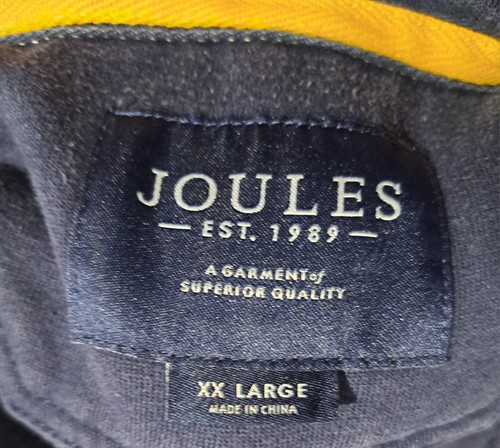 JOULES
— EST. 1989 —
A GARMENT of
SUPERIOR QUALITY
XX LARGE
MADE IN CHINA